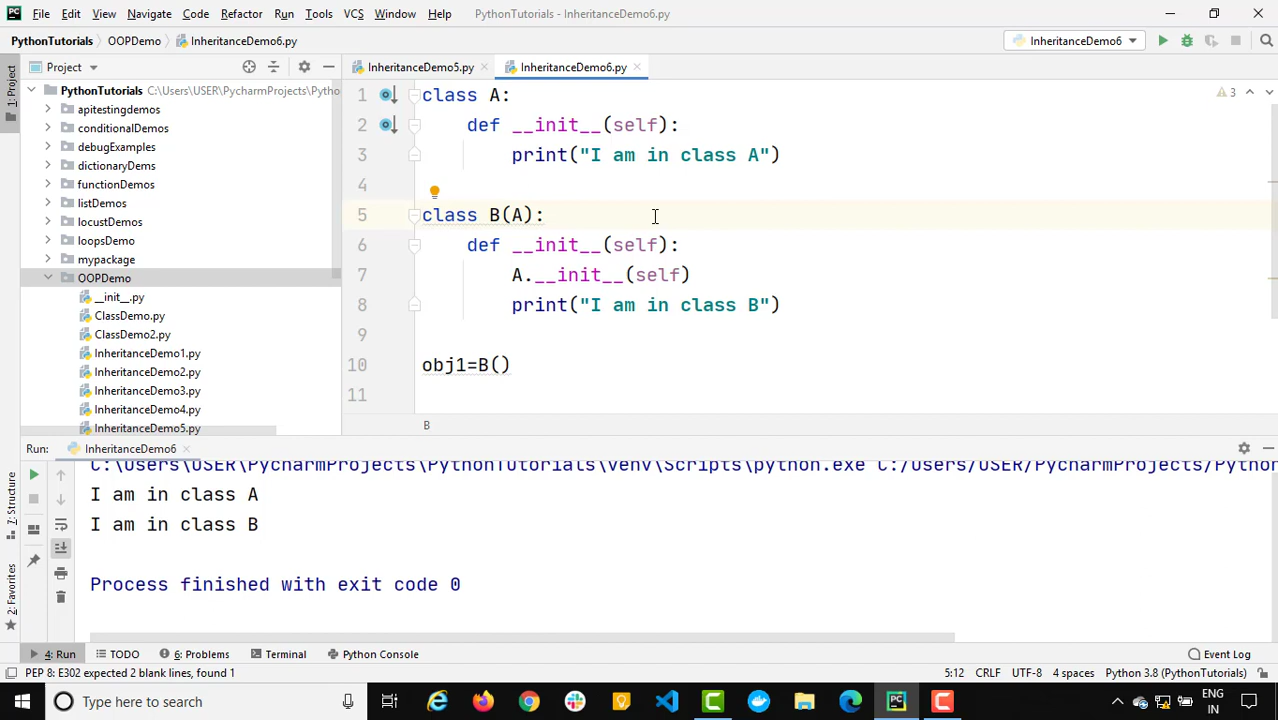 File Edit View Navigate Code Refactor Run Tools VCS Window Help PythonTutorials - InheritanceDemo6.py
PythonTutorials OOPDemo InheritanceDemo6.py InheritanceDemo6
1: Project
Project
InheritanceDemo5.py InheritanceDemo6.py
PythonTutorials C:\Users\USER\PycharmProjects\Pytho
apitestingdemos
conditionalDemos
debugExamples
dictionaryDems
functionDemos
listDemos
locustDemos
loopsDemo
mypackage
OOPDemo
__init__.py
ClassDemo.py
ClassDemo2.py
InheritanceDemo1.py
InheritanceDemo2.py
InheritanceDemo3.py
InheritanceDemo4.py
InheritanceDemo5.py
1 class A:
2 def __init__(self):
3 print("I am in class A")
4
5 class B(A):
6 def __init__(self):
7 A.__init__(self)
8 print("I am in class B")
9
10 obj1=B()
11
3
B
Run: InheritanceDemo6
C:\Users\USER\PycharmProjects\PythonTutorials\venv\Scripts\python.exe C:/Users/USER/PycharmProjects/Python
I am in class A
I am in class B
Process finished with exit code 0
7: Structure
2: Favorites
4: Run TODO 6: Problems Terminal Python Console Event Log
PEP 8: E302 expected 2 blank lines, found 1 5:12 CRLF UTF-8 4 spaces Python 3.8 (PythonTutorials)
Type here to search
ENG
IN